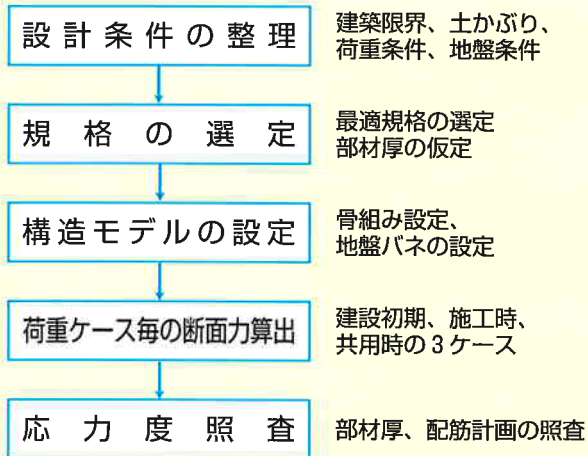 設計条件の整理
建築限界、土かぶり、
荷重条件、地盤条件
規格の選定
最適規格の選定
部材厚の仮定
構造モデルの設定
骨組み設定、
地盤バネの設定
荷重ケース毎の断面力算出
建設初期、施工時、
共用時の3ケース
応力度照査
部材厚、配筋計画の照査